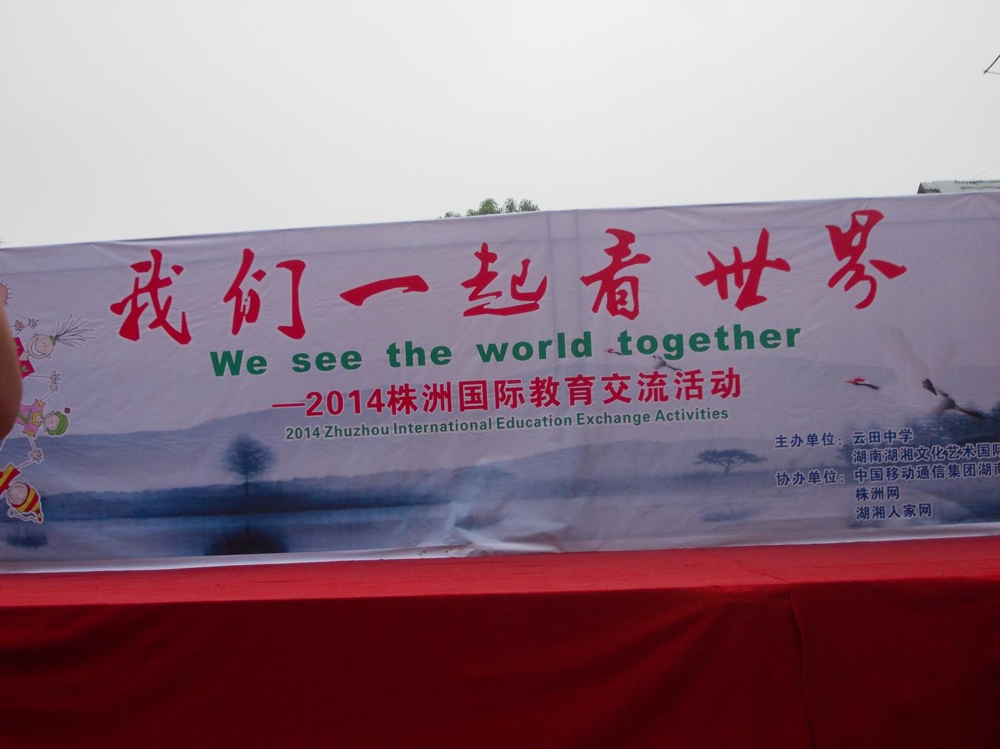 我们一起看世界
We see the world together
—2014株洲国际教育交流活动
2014 Zhuzhou International Education Exchange Activities
主办单位：云田中学
湖南湖湘文化艺术国际
协办单位：中国移动通信集团湖南
株洲网
湖湘人家网